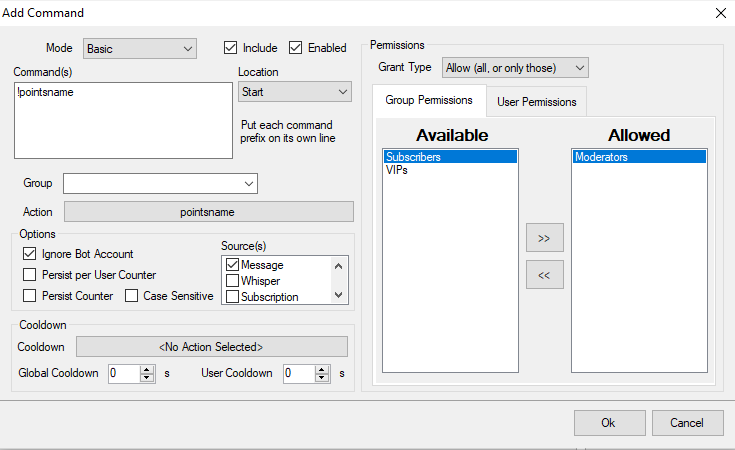 Add Command
Mode Basic Include Enabled
Command(s) Location
!pointsname Start
Put each command
prefix on its own line
Group
Action pointsname
Options
Ignore Bot Account
Persist per User Counter
Persist Counter Case Sensitive
Source(s)
Message
Whisper
Subscription
Cooldown
Cooldown <No Action Selected>
Global Cooldown 0 s User Cooldown 0 s
Permissions
Grant Type Allow (all, or only those)
Group Permissions User Permissions
Available Allowed
Subscribers Moderators
VIPs
>>
<<
Ok Cancel